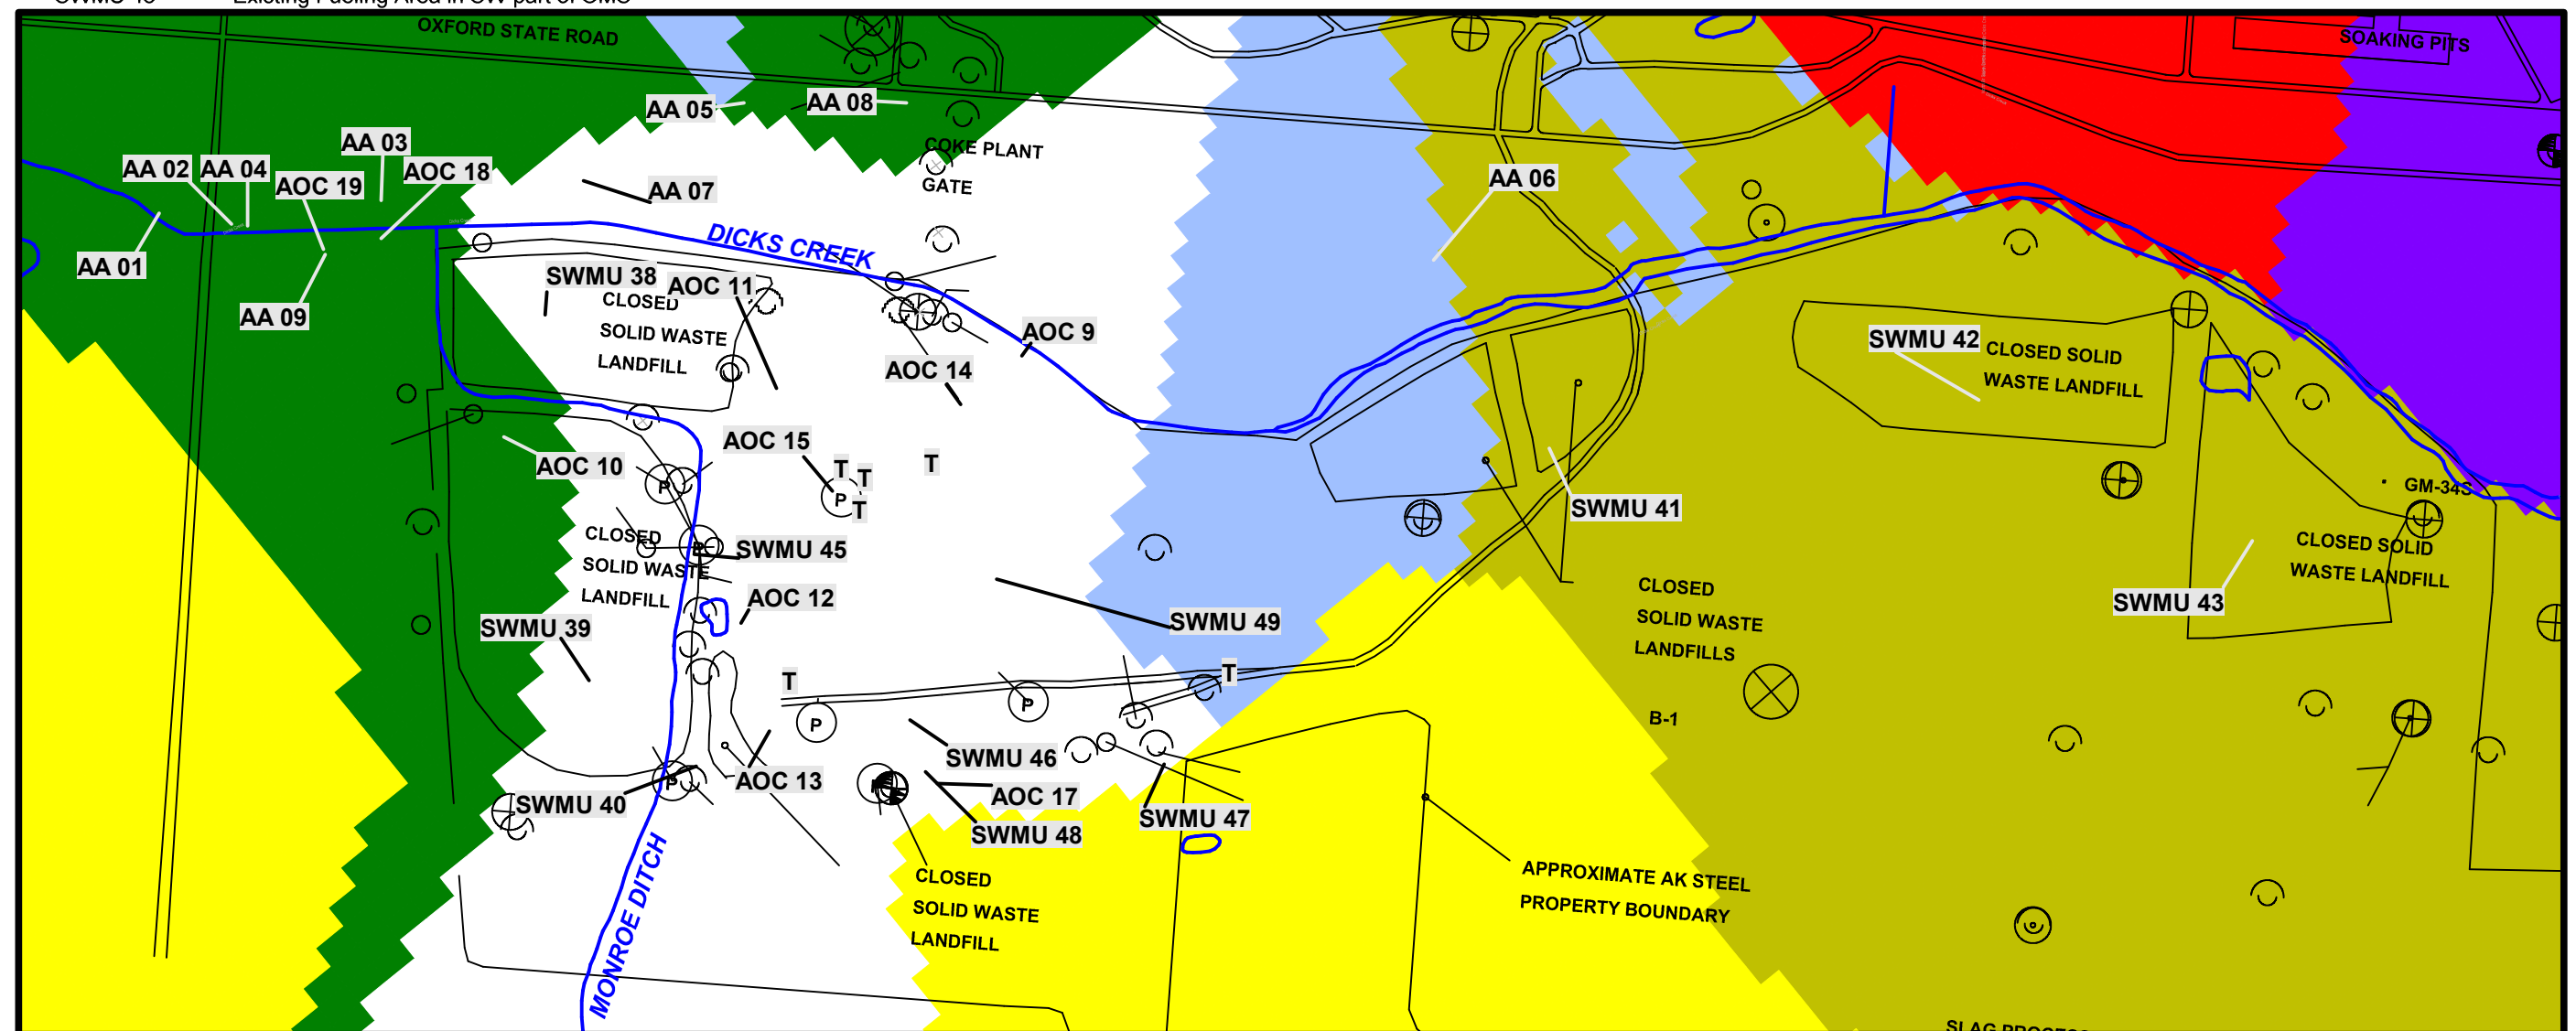 OXFORD STATE ROAD
SOAKING PITS
AA 05
AA 08
AA 03
COKE PLANT
GATE
AA 02
AA 04
AOC 19
AOC 18
AA 07
AA 06
DICKS CREEK
AA 01
AA 09
SWMU 38
AOC 11
CLOSED
SOLID WASTE
LANDFILL
AOC 9
AOC 14
SWMU 42
CLOSED SOLID
WASTE LANDFILL
AOC 15
AOC 10
T
T
T
T
P
P
SWMU 41
GM-34S
CLOSED
SOLID WASTE
LANDFILL
SWMU 45
AOC 12
SWMU 39
SWMU 49
CLOSED
SOLID WASTE
LANDFILLS
CLOSED SOLID
WASTE LANDFILL
SWMU 43
T
T
P
P
B-1
SWMU 46
AOC 13
AOC 17
SWMU 40
P
SWMU 48
SWMU 47
CLOSED
SOLID WASTE
LANDFILL
APPROXIMATE AK STEEL
PROPERTY BOUNDARY
MONROE DITCH